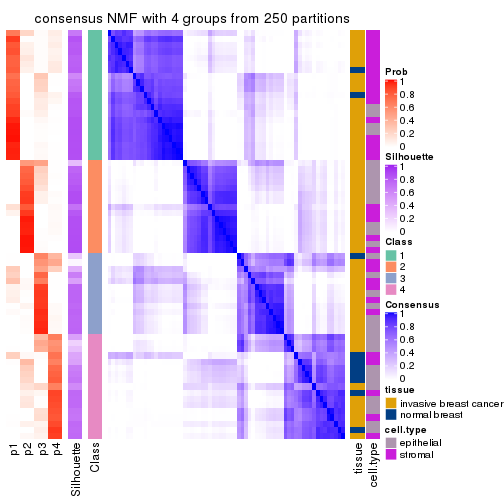 consensus NMF with 4 groups from 250 partitions
Prob
1
0.8
0.6
0.4
0.2
0
Silhouette
1
0.8
0.6
0.4
0.2
0
Class
1
2
3
4
Consensus
1
0.8
0.6
0.4
0.2
0
tissue
invasive breast cancer
normal breast
cell.type
epithelial
stromal
p1
p2
p3
p4
Silhouette
Class
tissue
cell.type